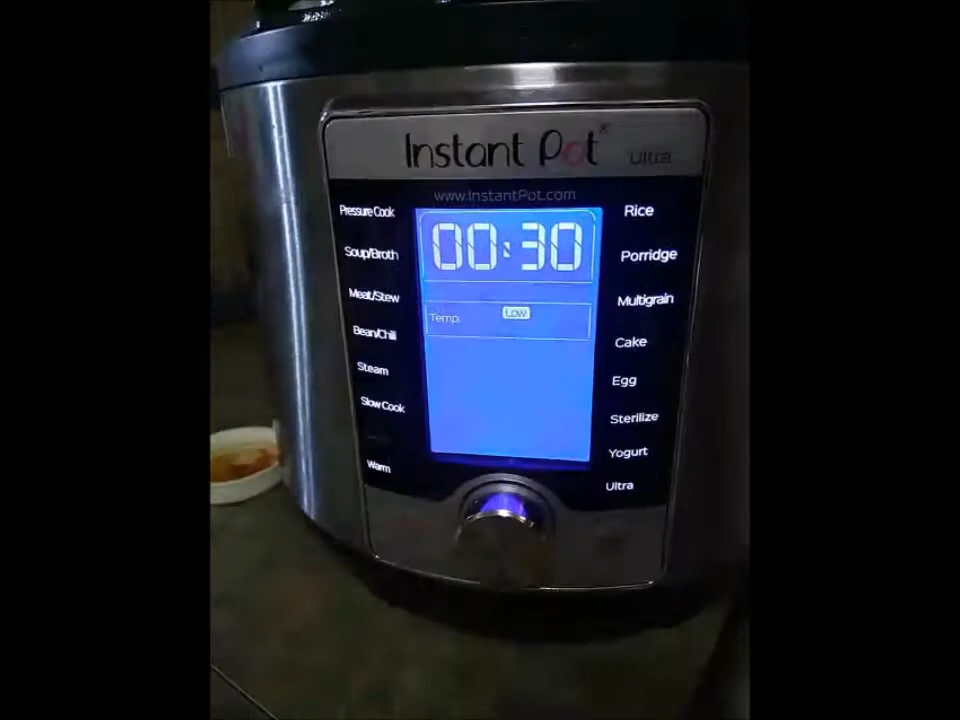 Instant Pot
Ultra
www.InstantPot.com
Pressure Cook
Soup/Broth
Meat/Stew
Bean/Chili
Steam
Slow Cook
Warm
00:30
Temp. Low
Rice
Porridge
Multigrain
Cake
Egg
Sterilize
Yogurt
Ultra